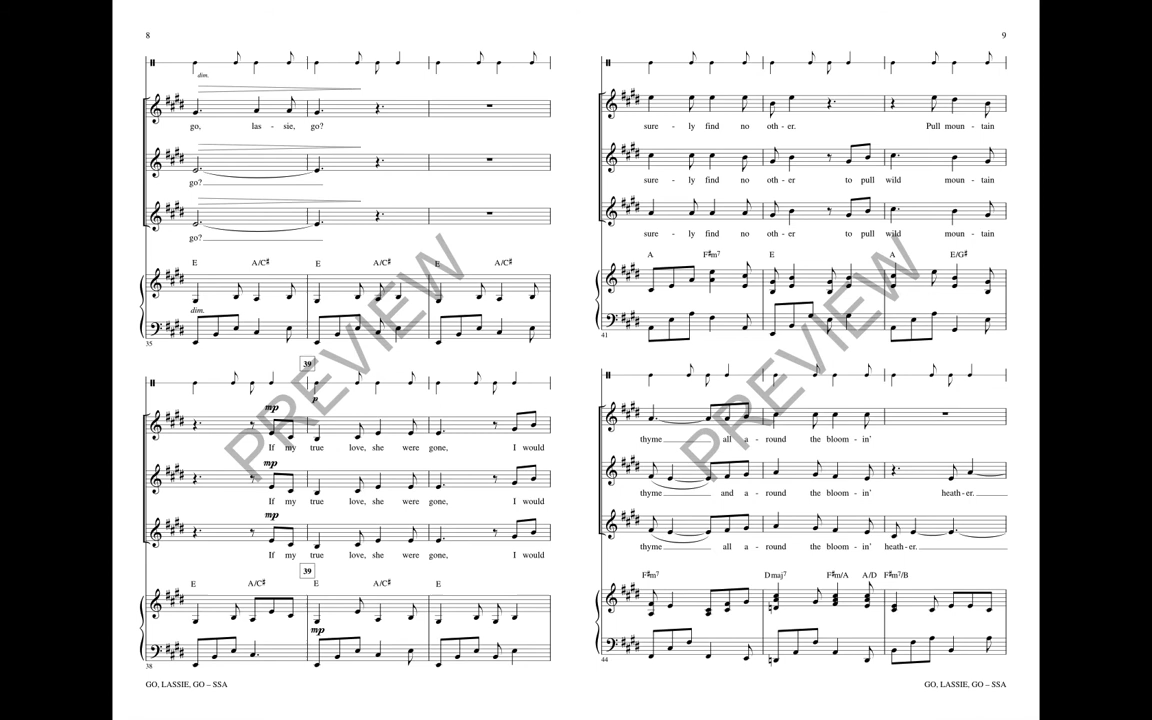 8
dim.
go, las - sie, go?
go?
go?
E A/C♯ E A/C♯ E A/C♯
dim.
35
39
p
mp
If my true love, she were gone, I would
mp
If my true love, she were gone, I would
mp
If my true love, she were gone, I would
39
E A/C♯ E A/C♯ E
mp
38
GO, LASSIE, GO – SSA
PREVIEW
9
sure - ly find no oth - er. Pull moun - tain
sure - ly find no oth - er to pull wild moun - tain
sure - ly find no oth - er to pull wild moun - tain
A F♯m7 E A E/G♯
41
thyme all a - round the bloom - in'
thyme and a - round the bloom - in' heath - er.
thyme all a - round the bloom - in' heath - er.
F♯m7 Dmaj7 F♯m/A A/D F♯m7/B
44
GO, LASSIE, GO – SSA
PREVIEW